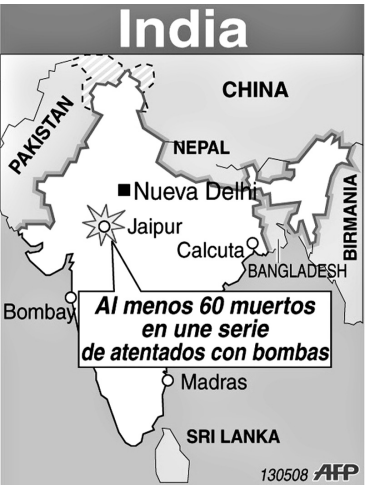 India
CHINA
PAKISTAN
NEPAL
Nueva Delhi
Jaipur
BIRMANIA
Calcuta
BANGLADESH
Bombay
Al menos 60 muertos
en une serie
de atentados con bombas
Madras
SRI LANKA
130508 AFP